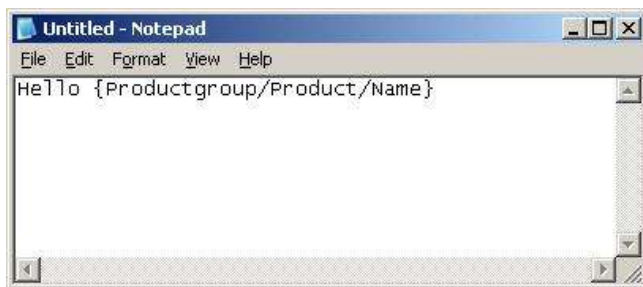 Untitled - Notepad
File Edit Format View Help
Hello {Productgroup/Product/Name}